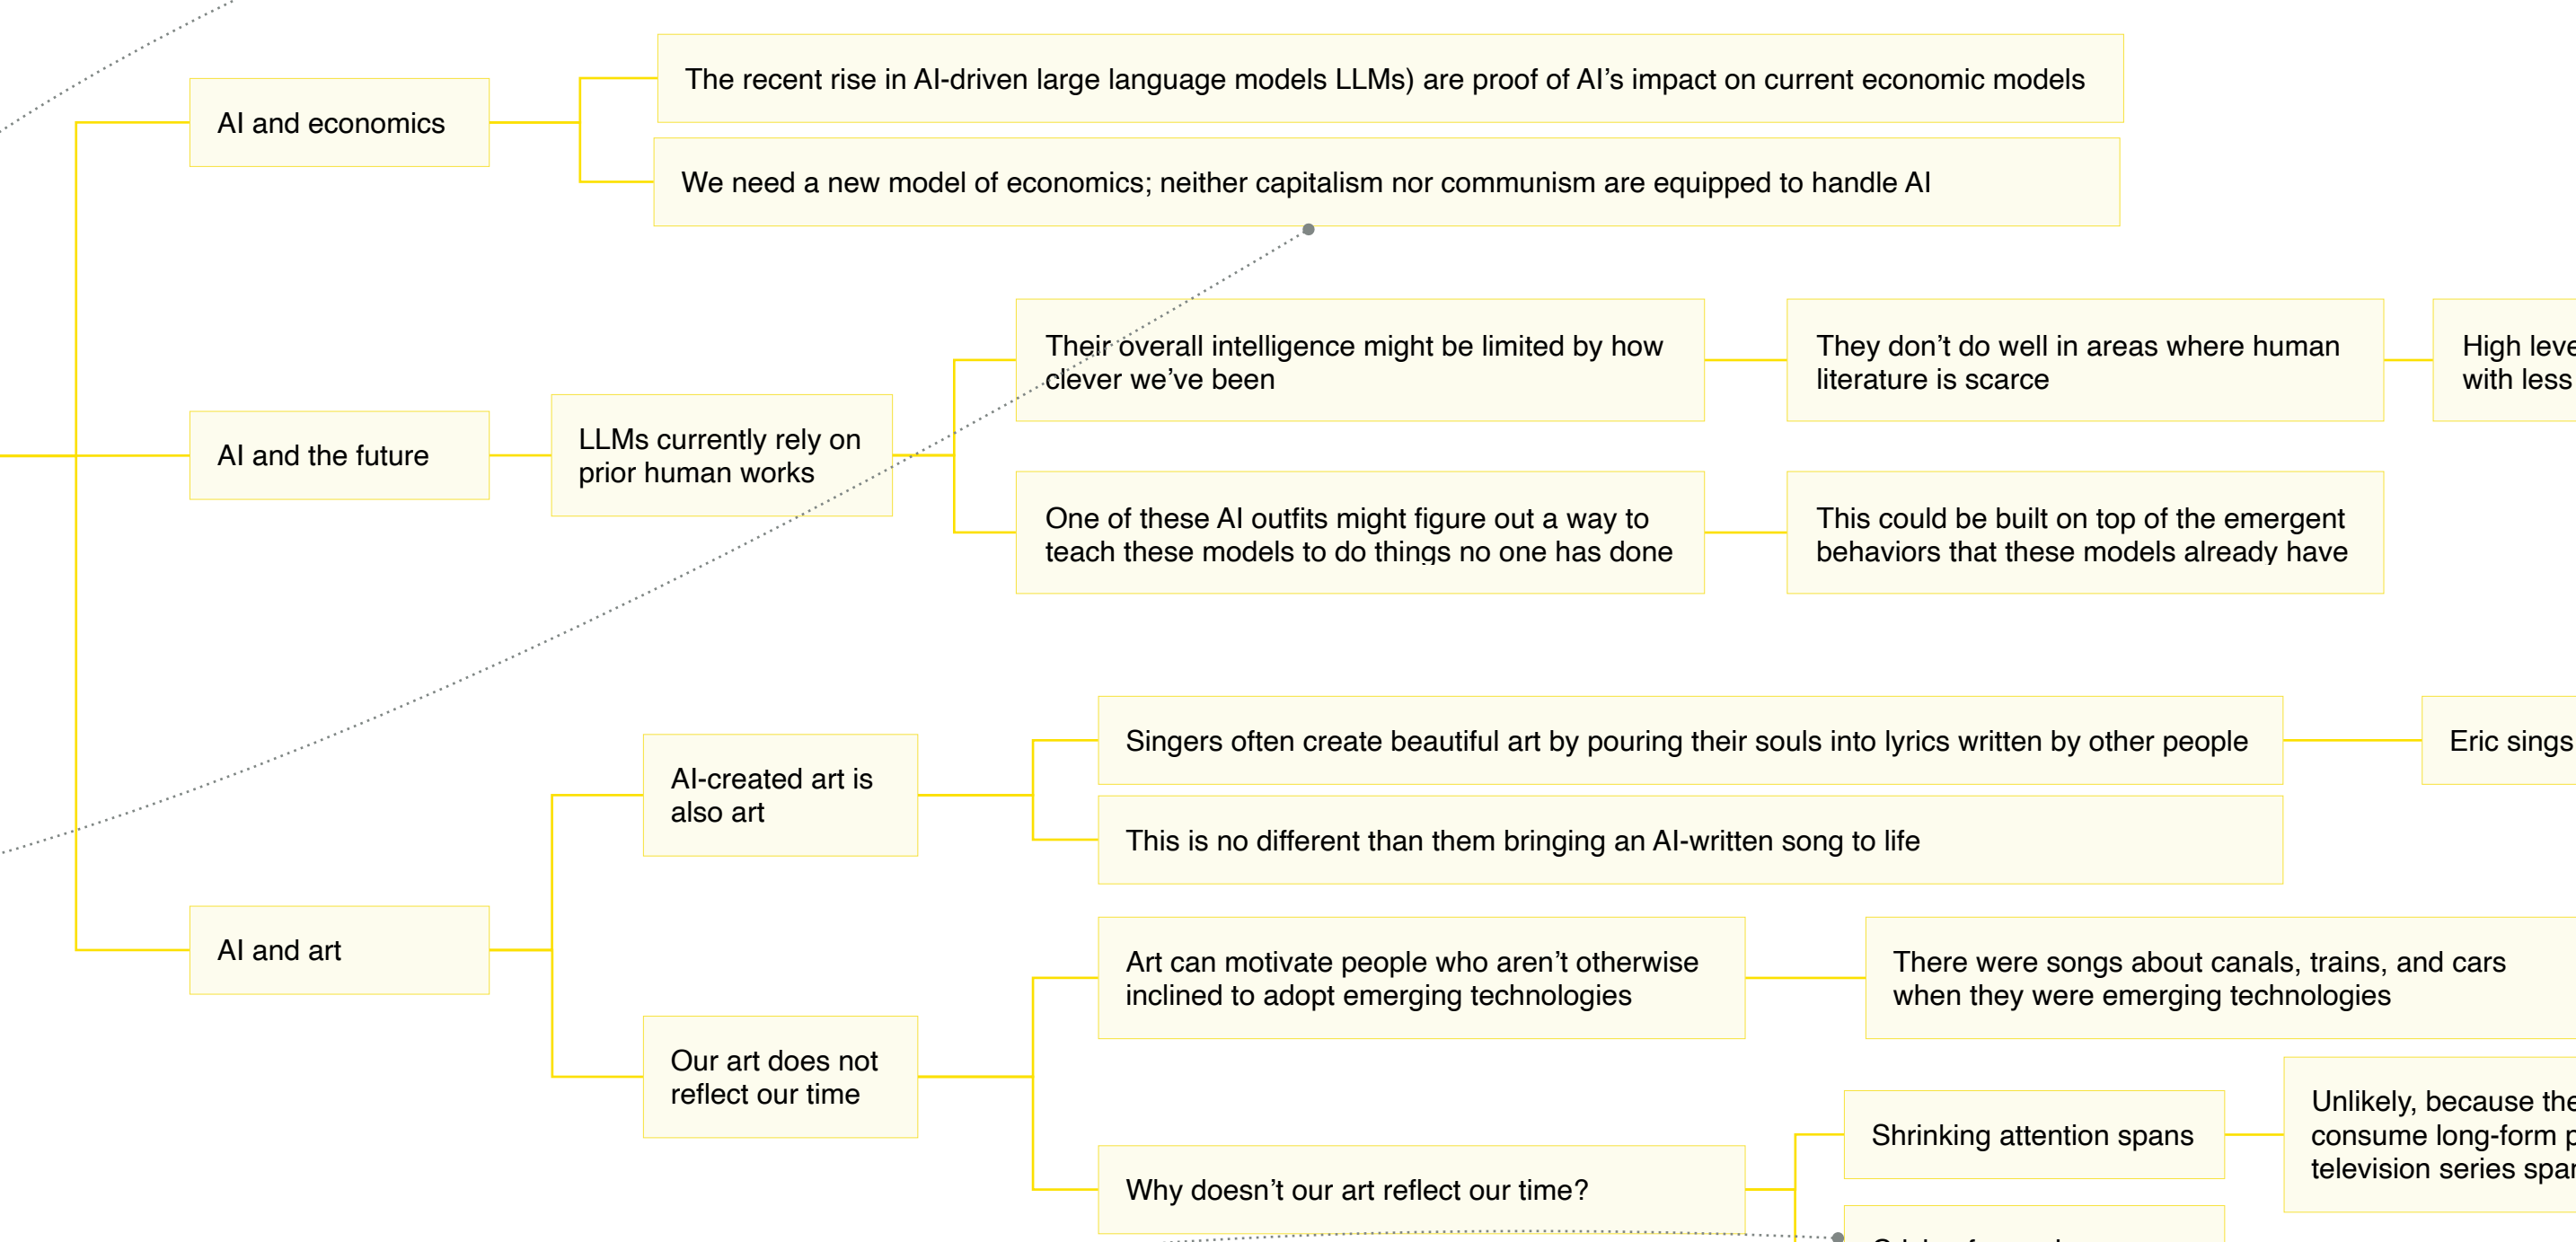 The recent rise in AI-driven large language models LLMs) are proof of AI’s impact on current economic models
AI and economics
We need a new model of economics; neither capitalism nor communism are equipped to handle AI
Their overall intelligence might be limited by how
clever we’ve been
They don’t do well in areas where human
literature is scarce
High leve
with less
AI and the future
LLMs currently rely on
prior human works
One of these AI outfits might figure out a way to
teach these models to do things no one has done
This could be built on top of the emergent
behaviors that these models already have
Singers often create beautiful art by pouring their souls into lyrics written by other people
Eric sings
AI-created art is
also art
This is no different than them bringing an AI-written song to life
AI and art
Art can motivate people who aren’t otherwise
inclined to adopt emerging technologies
There were songs about canals, trains, and cars
when they were emerging technologies
Our art does not
reflect our time
Why doesn’t our art reflect our time?
Shrinking attention spans
Unlikely, because the
consume long-form p
television series spa